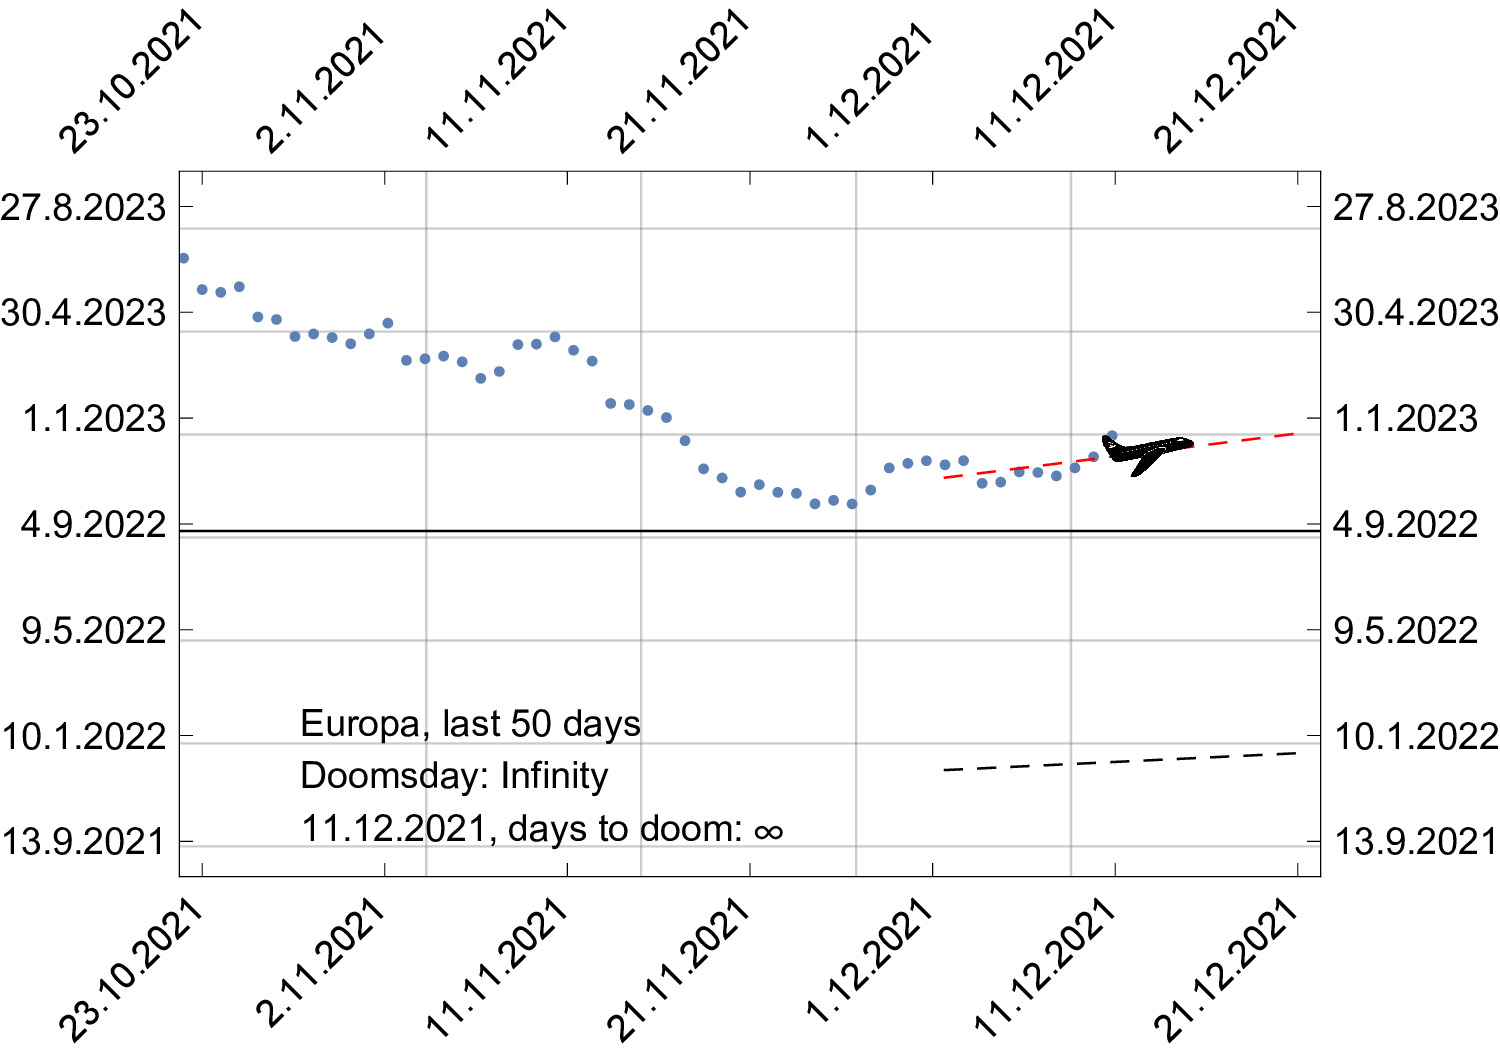 23.10.2021 2.11.2021 11.11.2021 21.11.2021 1.12.2021 11.12.2021 21.12.2021
27.8.2023 27.8.2023
30.4.2023 30.4.2023
1.1.2023 1.1.2023
4.9.2022 4.9.2022
9.5.2022 9.5.2022
Europa, last 50 days
10.1.2022 10.1.2022
Doomsday: Infinity
11.12.2021, days to doom: ∞
13.9.2021 13.9.2021
23.10.2021 2.11.2021 11.11.2021 21.11.2021 1.12.2021 11.12.2021 21.12.2021